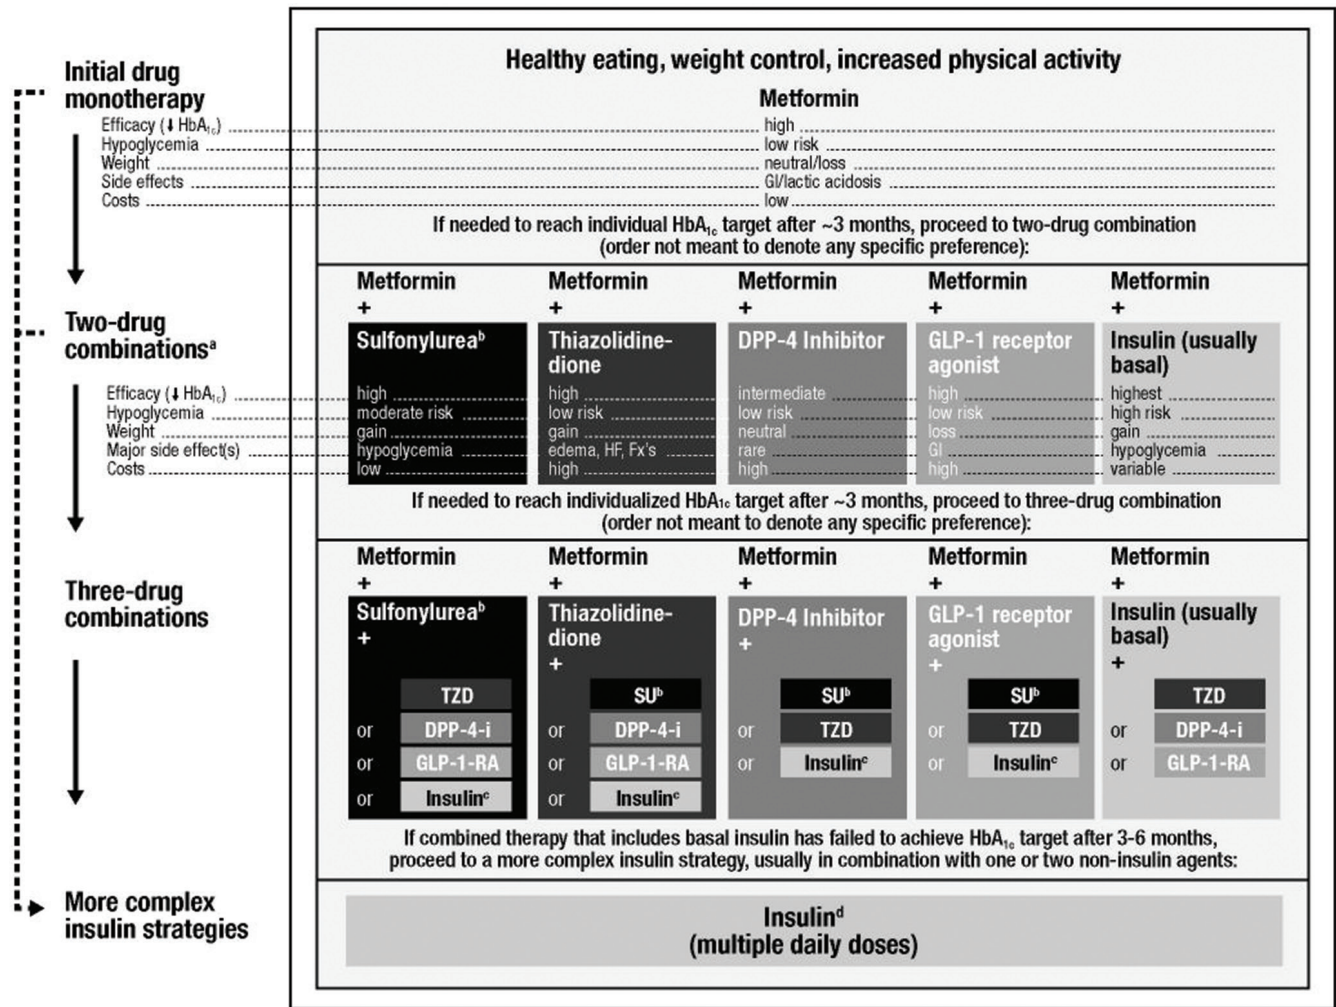 Healthy eating, weight control, increased physical activity
Initial drug
monotherapy
Metformin
Efficacy (⬇ HbA1c) high
Hypoglycemia low risk
Weight neutral/loss
Side effects GI/lactic acidosis
Costs low
If needed to reach individual HbA1c target after ~3 months, proceed to two-drug combination
(order not meant to denote any specific preference):
Two-drug
combinationsᵃ
Metformin Metformin Metformin Metformin Metformin
+ + + + +
Sulfonylureaᵇ Thiazolidine- DPP-4 Inhibitor GLP-1 receptor Insulin (usually
dione agonist basal)
Efficacy (⬇ HbA1c) high high intermediate high highest
Hypoglycemia moderate risk low risk low risk low risk high risk
Weight gain gain neutral loss gain
Major side effect(s) hypoglycemia edema, HF, Fx's rare GI hypoglycemia
Costs low high high high variable
If needed to reach individualized HbA1c target after ~3 months, proceed to three-drug combination
(order not meant to denote any specific preference):
Three-drug
combinations
Metformin Metformin Metformin Metformin Metformin
+ + + + +
Sulfonylureaᵇ Thiazolidine- DPP-4 Inhibitor GLP-1 receptor Insulin (usually
+ dione + agonist basal)
+ + +
TZD SUᵇ SUᵇ SUᵇ TZD
or DPP-4-i or DPP-4-i or TZD or TZD or DPP-4-i
or GLP-1-RA or GLP-1-RA or Insulinᶜ or Insulinᶜ or GLP-1-RA
or Insulinᶜ or Insulinᶜ
If combined therapy that includes basal insulin has failed to achieve HbA1c target after 3-6 months,
proceed to a more complex insulin strategy, usually in combination with one or two non-insulin agents:
More complex
insulin strategies
Insulinᵈ
(multiple daily doses)